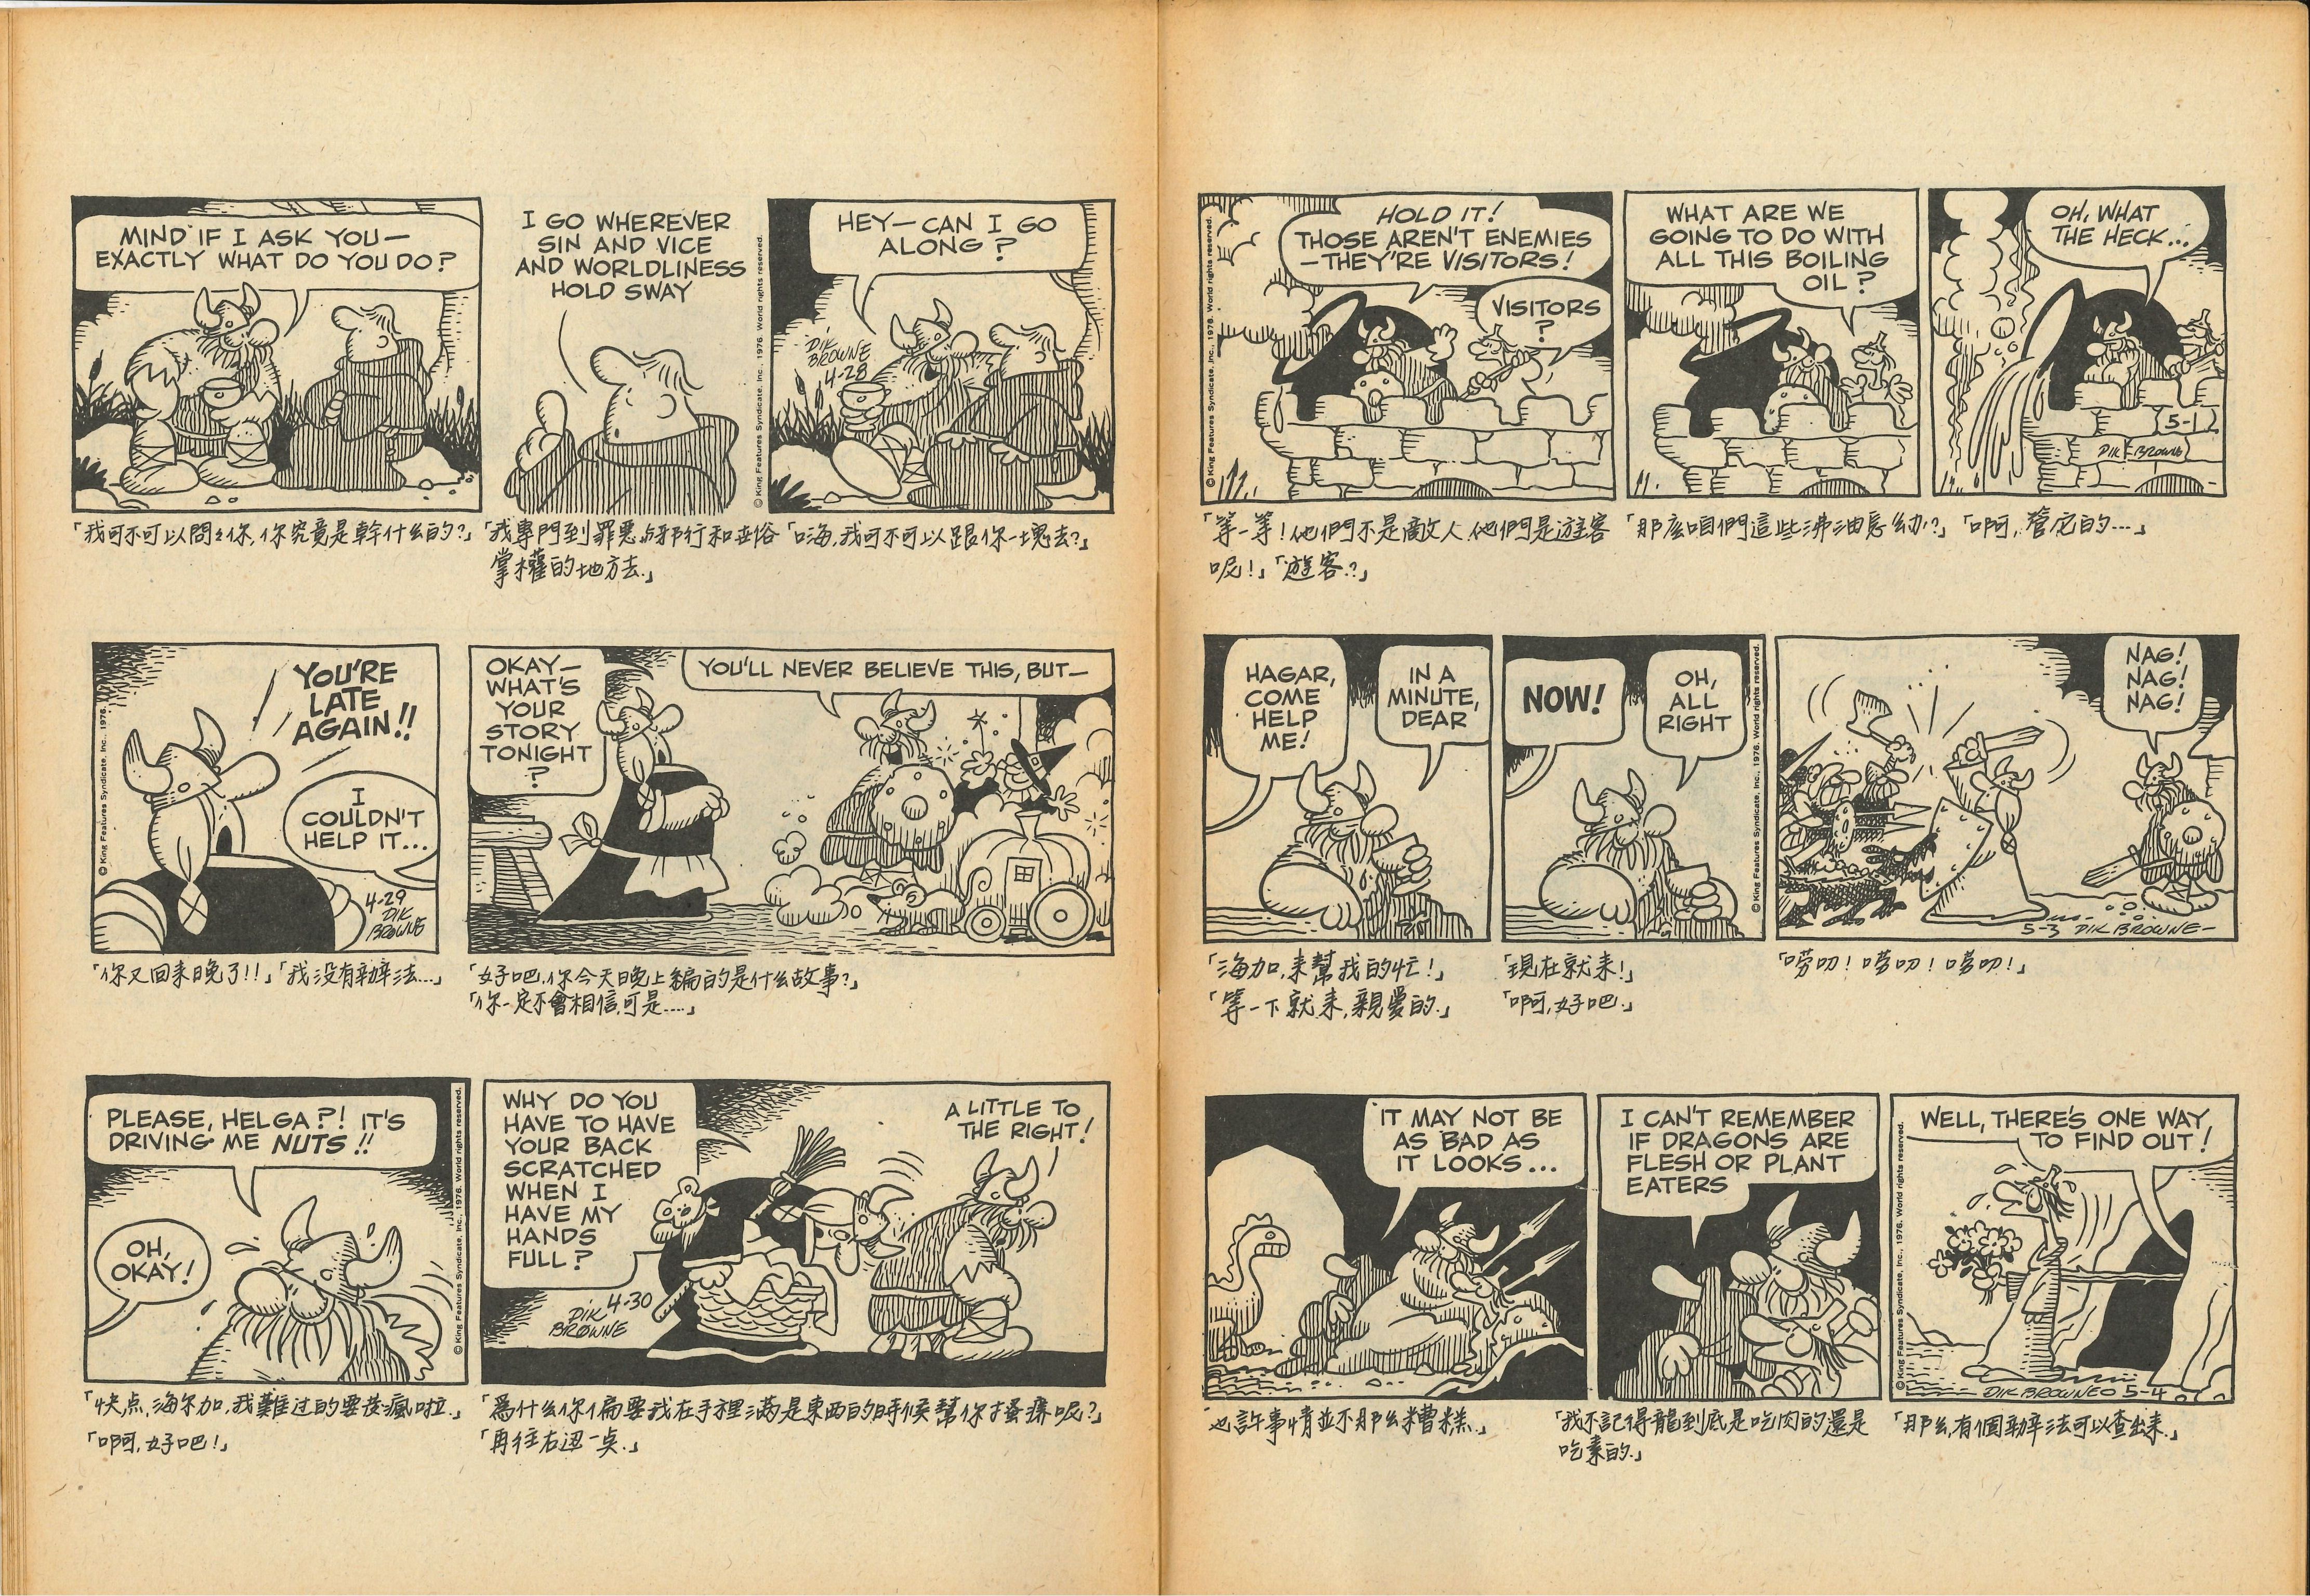 MIND IF I ASK YOU—
EXACTLY WHAT DO YOU DO?
I GO WHEREVER
SIN AND VICE
AND WORLDLINESS
HOLD SWAY
© King Features Syndicate, Inc., 1976. World rights reserved.
HEY—CAN I GO
ALONG?
DIK
BROWNE
4-28
「我可不可以問々你,你究竟是幹什么的?」
「我專門到罪惡与邪行和世俗
掌權的地方去.」
「嗨,我可不可以跟你一塊去?」
YOU'RE
LATE
AGAIN!!
I
COULDN'T
HELP IT...
© King Features Syndicate, Inc., 1976.
4-29
DIK
BROWNE
OKAY—
WHAT'S
YOUR
STORY
TONIGHT
?
YOU'LL NEVER BELIEVE THIS, BUT—
「你又回来晚了!!」「我没有辦法...」
「好吧,你今天晚上編的是什么故事?」
「你一定不會相信,可是....」
PLEASE, HELGA?! IT'S
DRIVING ME NUTS!!
OH,
OKAY!
© King Features Syndicate, Inc., 1976. World rights reserved.
WHY DO YOU
HAVE TO HAVE
YOUR BACK
SCRATCHED
WHEN I
HAVE MY
HANDS
FULL?
A LITTLE TO
THE RIGHT!
4-30
DIK
BROWNE
「快点,海尔加,我難过的要发瘋啦.」
「啊,好吧!」
「爲什么你偏要我在手裡满是東西的時候幫你搔癢呢?」
「再往右边一点.」
© King Features Syndicate, Inc., 1976. World rights reserved.
HOLD IT!
THOSE AREN'T ENEMIES
—THEY'RE VISITORS!
VISITORS
?
WHAT ARE WE
GOING TO DO WITH
ALL THIS BOILING
OIL?
OH, WHAT
THE HECK...
5-1
DIK BROWNE
「等一等!他們不是敵人,他們是遊客
呢!」「遊客?」
「那麽咱們這些沸油怎么办?」
「啊,管它的...」
HAGAR,
COME
HELP
ME!
IN A
MINUTE,
DEAR
NOW!
OH,
ALL
RIGHT
© King Features Syndicate, Inc., 1976. World rights reserved.
NAG!
NAG!
NAG!
5-3 DIK BROWNE—
「海加,来幫我的忙!」
「等一下就来,親愛的.」
「現在就来!」
「啊,好吧.」
「嘮叨!嘮叨!嘮叨!」
IT MAY NOT BE
AS BAD AS
IT LOOKS...
I CAN'T REMEMBER
IF DRAGONS ARE
FLESH OR PLANT
EATERS
© King Features Syndicate, Inc., 1976. World rights reserved.
WELL, THERE'S ONE WAY
TO FIND OUT!
DIK BROWNE 5-4
也許事情並不那么糟糕.」
「我不記得龍到底是吃肉的還是
吃素的.」
「那么,有個辦法可以查出来.」